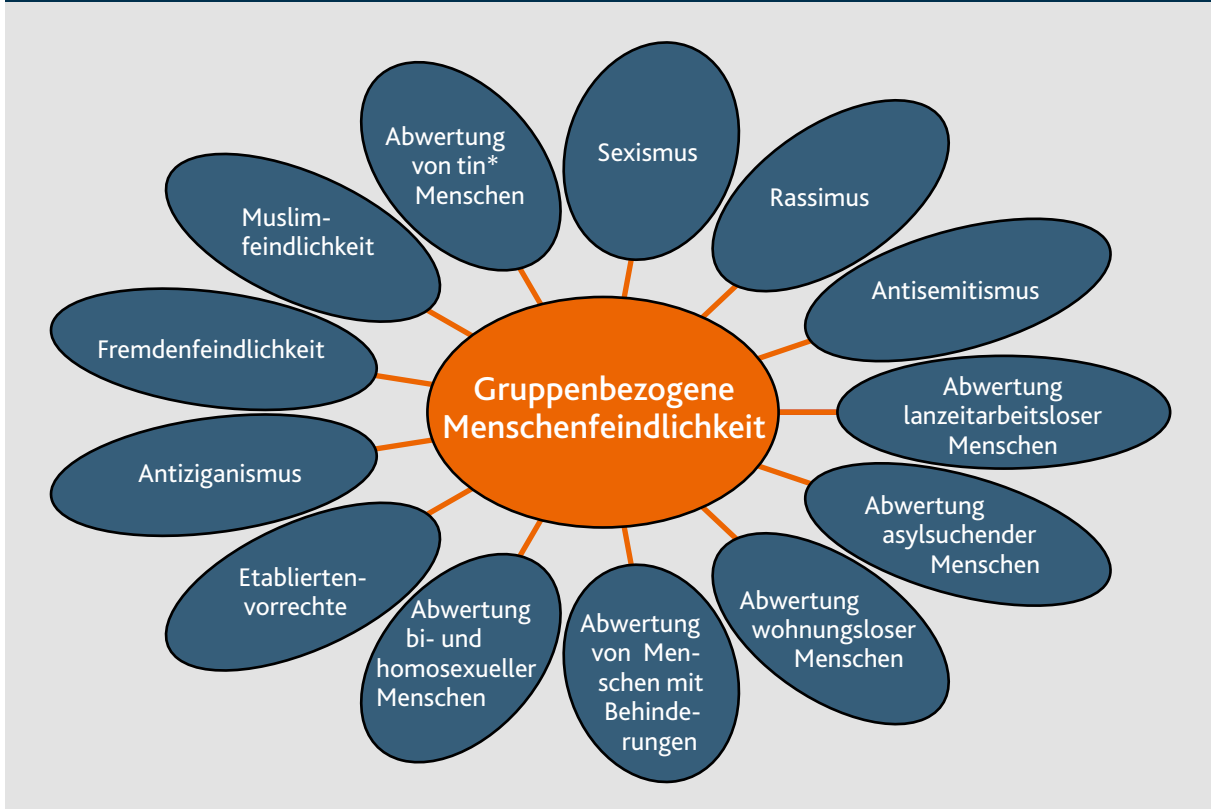 Gruppenbezogene
Menschenfeindlichkeit
Sexismus
Rassimus
Antisemitismus
Abwertung
lanzeitarbeitsloser
Menschen
Abwertung
asylsuchender
Menschen
Abwertung
wohnungsloser
Menschen
Abwertung
von Men-
schen mit
Behinde-
rungen
Abwertung
bi- und
homosexueller
Menschen
Etablierten-
vorrechte
Antiziganismus
Fremdenfeindlichkeit
Muslim-
feindlichkeit
Abwertung
von tin*
Menschen